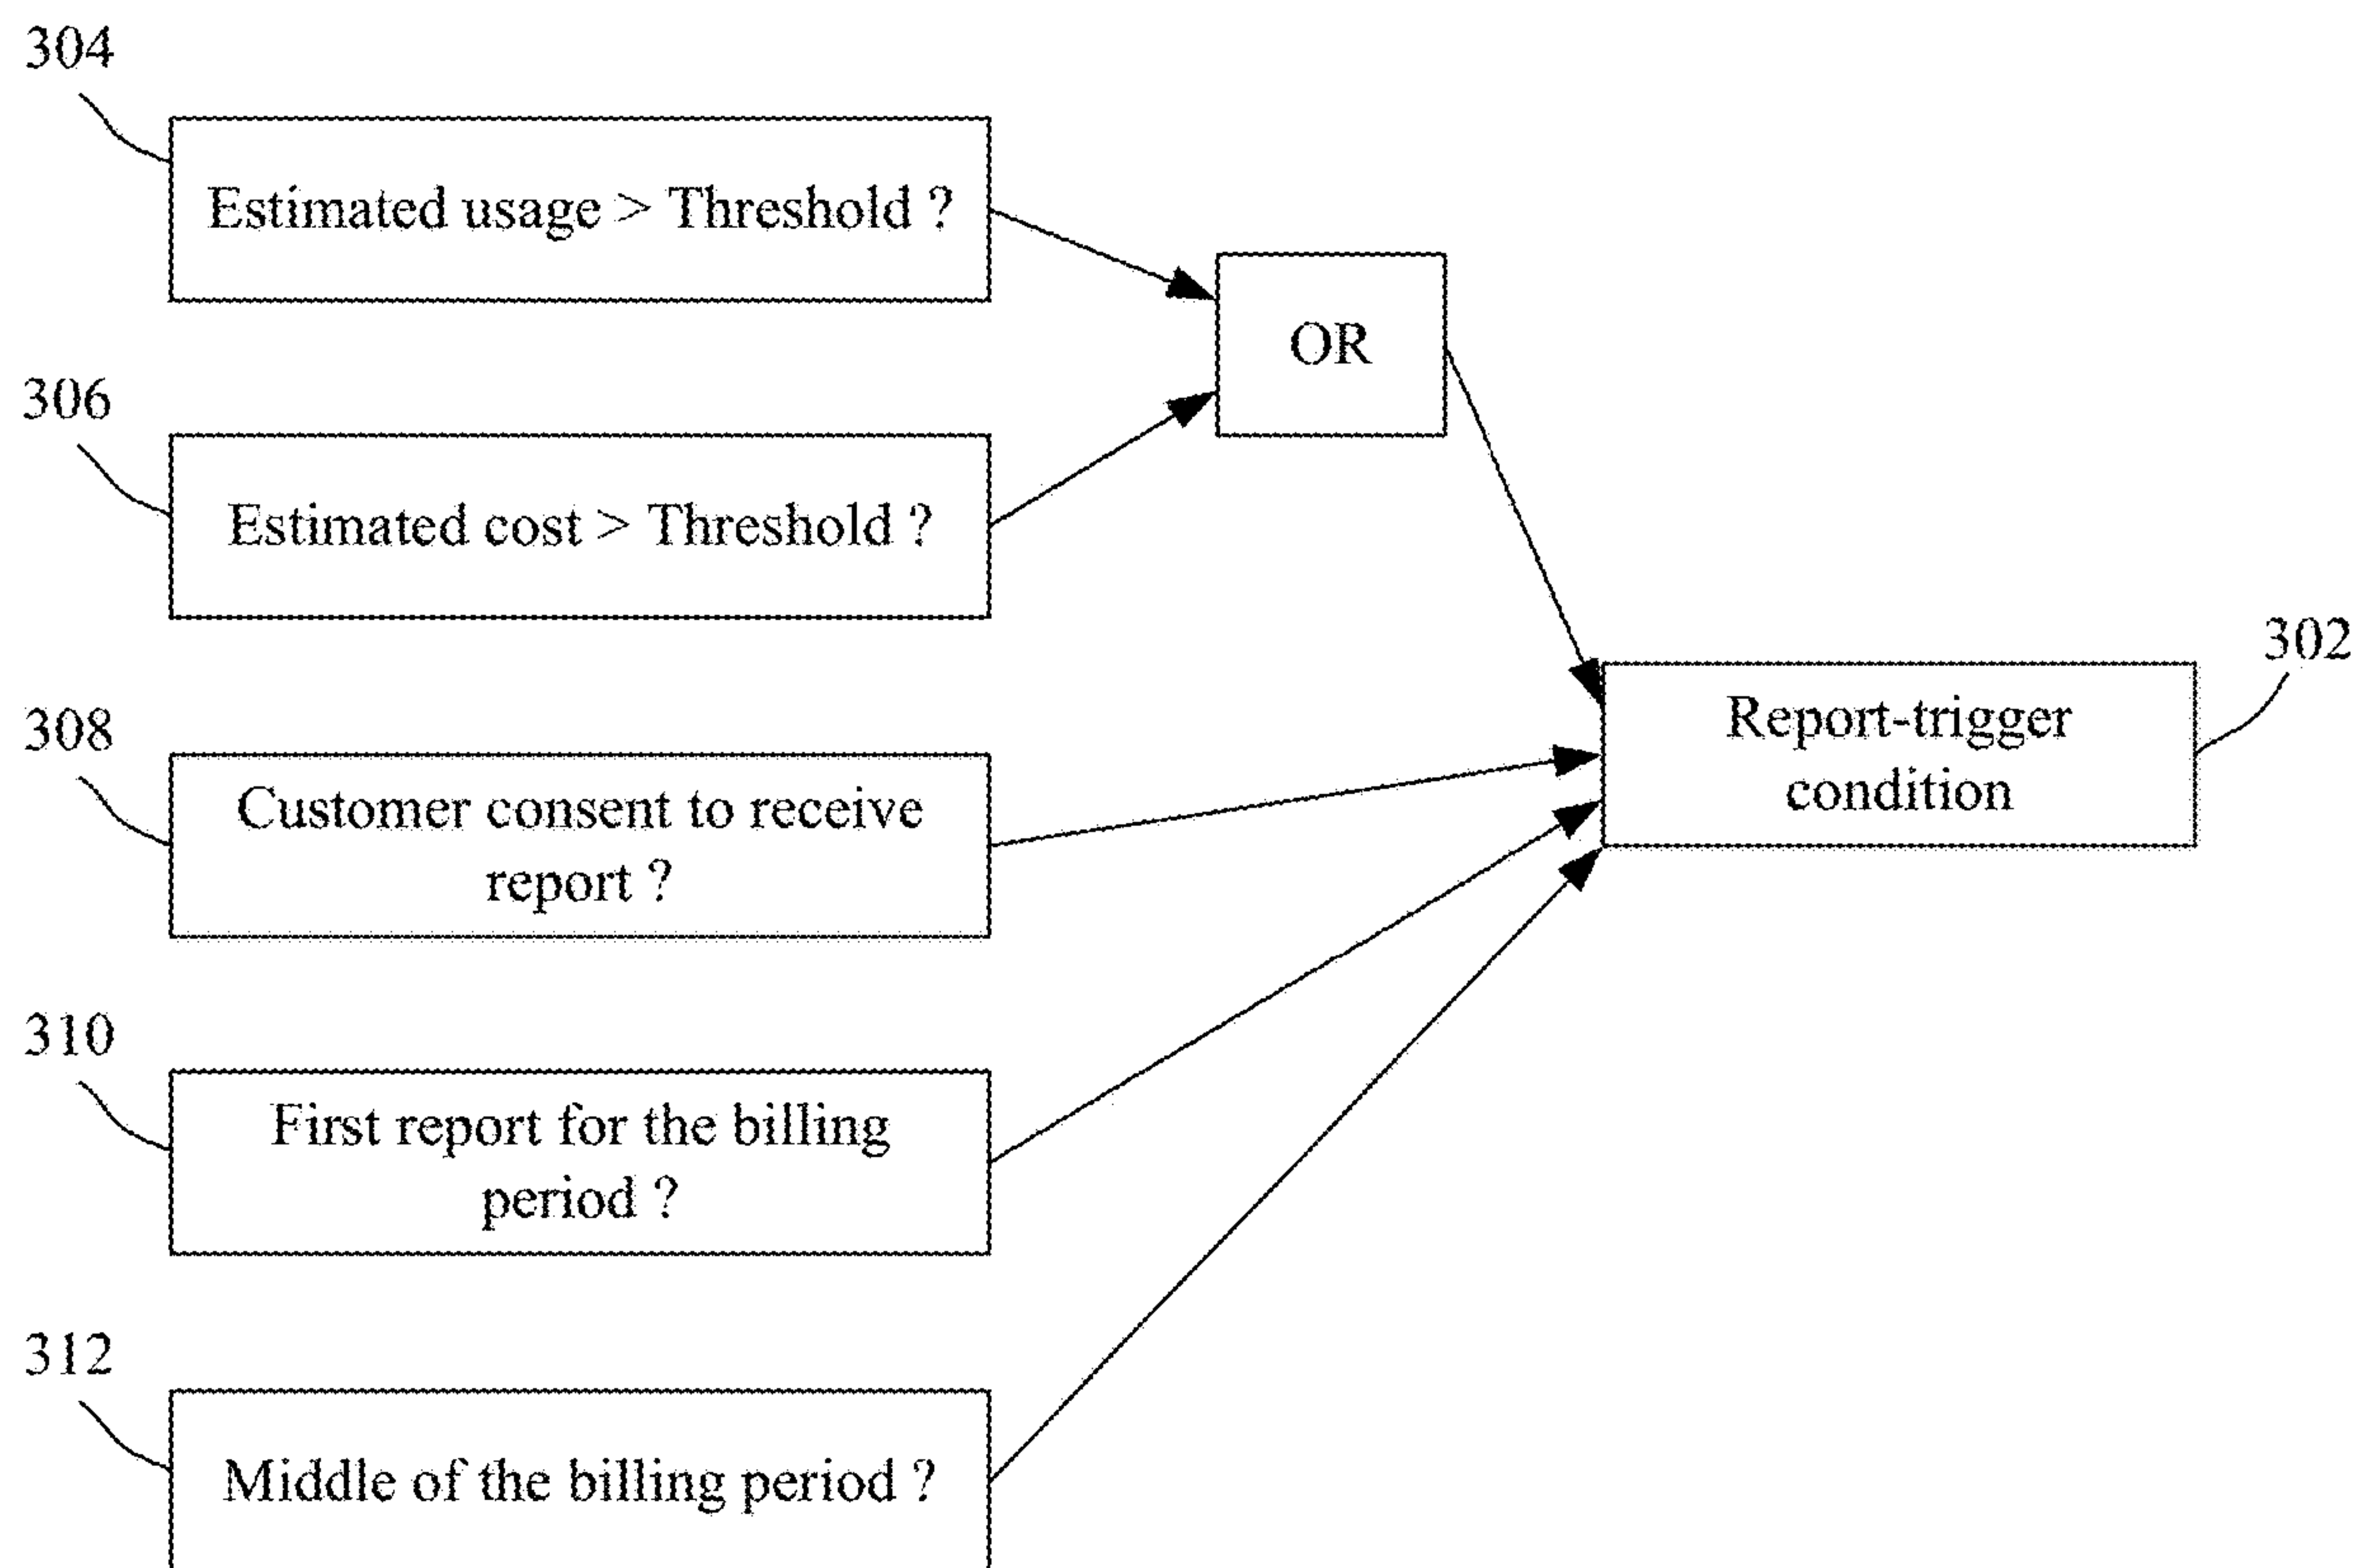 304
Estimated usage > Threshold ?
OR
306
Estimated cost > Threshold ?
302
Report-trigger
condition
308
Customer consent to receive
report ?
310
First report for the billing
period ?
312
Middle of the billing period ?